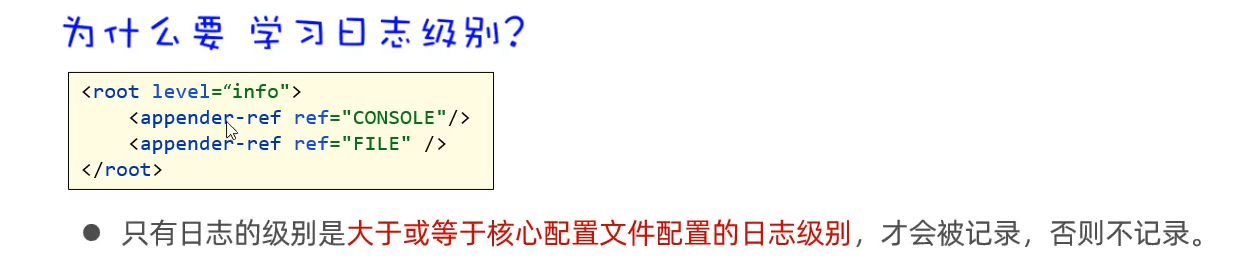 为什么要 学习日志级别?
<root level=“info">
<appender-ref ref="CONSOLE"/>
<appender-ref ref="FILE" />
</root>
● 只有日志的级别是大于或等于核心配置文件配置的日志级别，才会被记录，否则不记录。